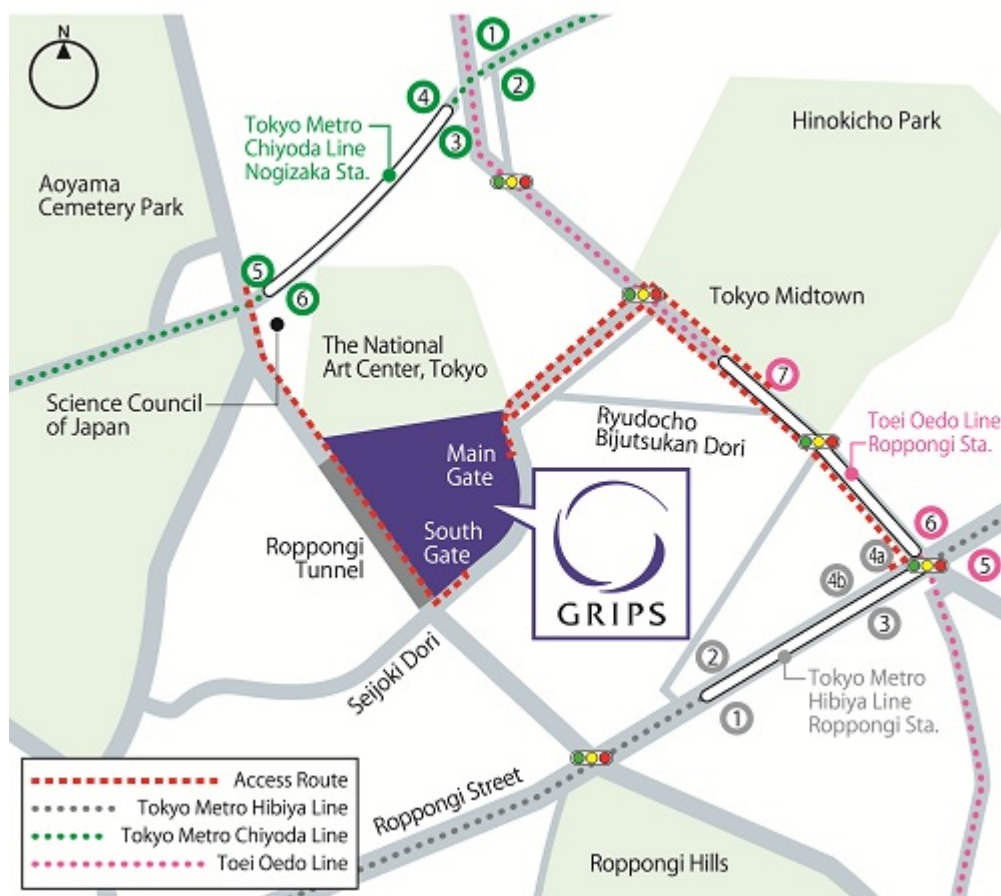 N
1
2
4
3
Tokyo Metro
Chiyoda Line
Nogizaka Sta.
Hinokicho Park
Aoyama
Cemetery Park
5
6
Tokyo Midtown
The National
Art Center, Tokyo
7
Science Council
of Japan
Ryudocho
Bijutsukan Dori
Toei Oedo Line
Roppongi Sta.
Main
Gate
South
Gate
Roppongi
Tunnel
GRIPS
6
5
4a
4b
3
2
1
Seijoki Dori
Tokyo Metro
Hibiya Line
Roppongi Sta.
Roppongi Street
Roppongi Hills
Access Route
Tokyo Metro Hibiya Line
Tokyo Metro Chiyoda Line
Toei Oedo Line